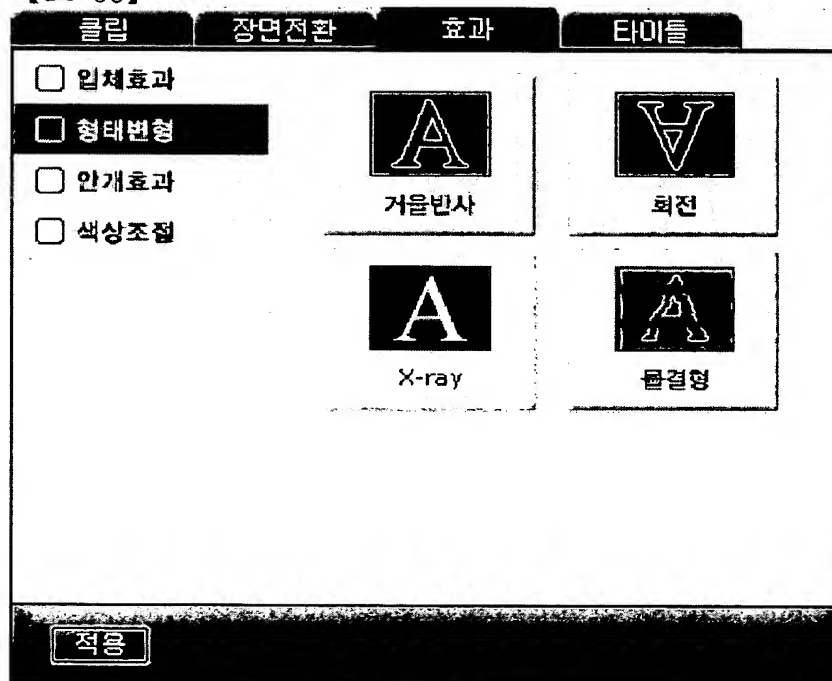 클립 장면전환 효과 타이틀
입체효과
형태변형
안개효과
색상조절
거울반사 회전
X-ray 물결형
적용